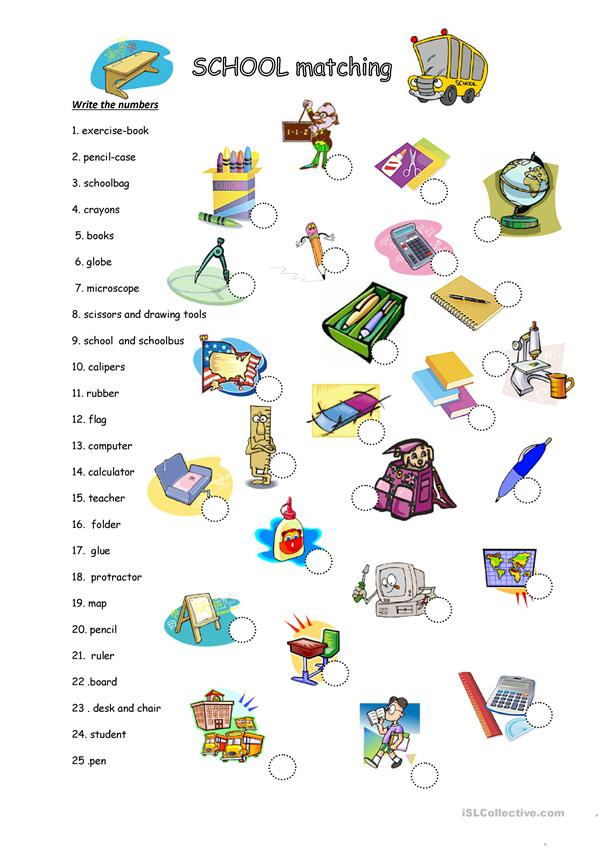 SCHOOL matching
SCHOOL
Write the numbers
1. exercise-book
2. pencil-case
3. schoolbag
4. crayons
5. books
6. globe
7. microscope
8. scissors and drawing tools
9. school and schoolbus
10. calipers
11. rubber
12. flag
13. computer
14. calculator
15. teacher
16. folder
17. glue
18. protractor
19. map
20. pencil
21. ruler
22 .board
23 . desk and chair
24. student
25 .pen
1+1=2
CRAYONS
iSLCollective.com